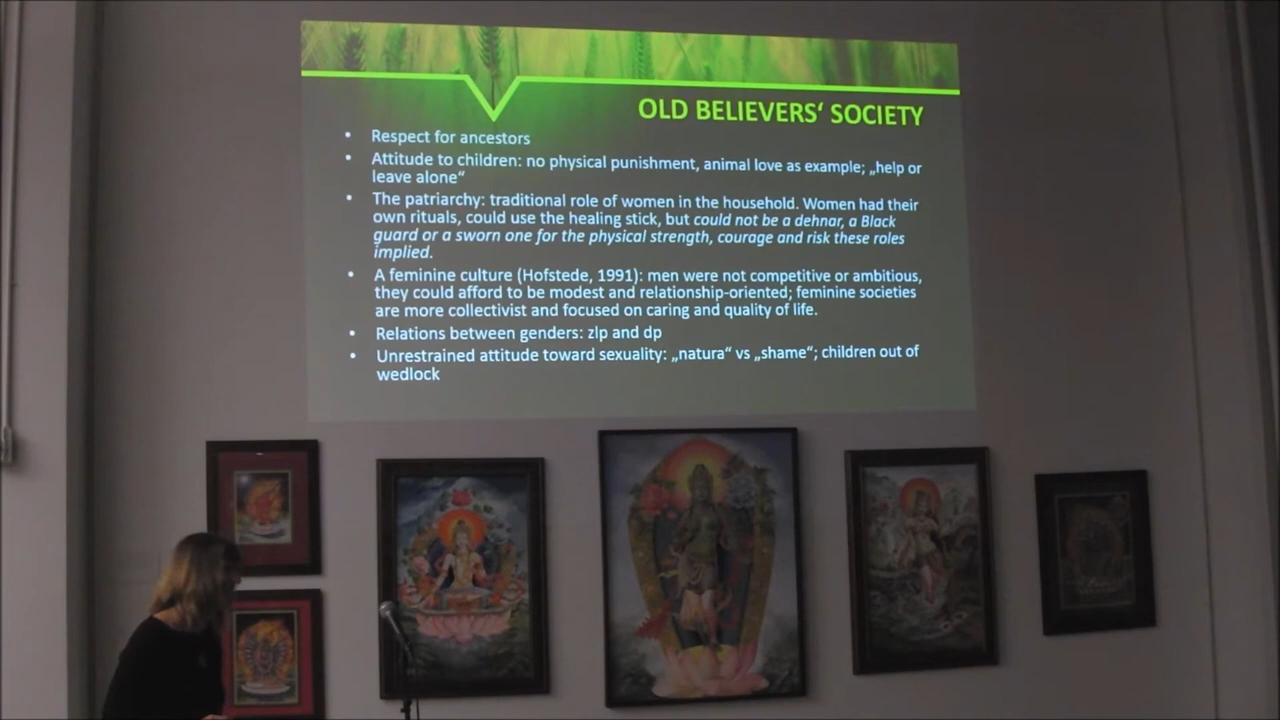 OLD BELIEVERS‘ SOCIETY
• Respect for ancestors
• Attitude to children: no physical punishment, animal love as example; „help or
leave alone“
• The patriarchy: traditional role of women in the household. Women had their
own rituals, could use the healing stick, but could not be a dehnar, a Black
guard or a sworn one for the physical strength, courage and risk these roles
implied.
• A feminine culture (Hofstede, 1991): men were not competitive or ambitious,
they could afford to be modest and relationship-oriented; feminine societies
are more collectivist and focused on caring and quality of life.
• Relations between genders: zlp and dp
• Unrestrained attitude toward sexuality: „natura“ vs „shame“; children out of
wedlock